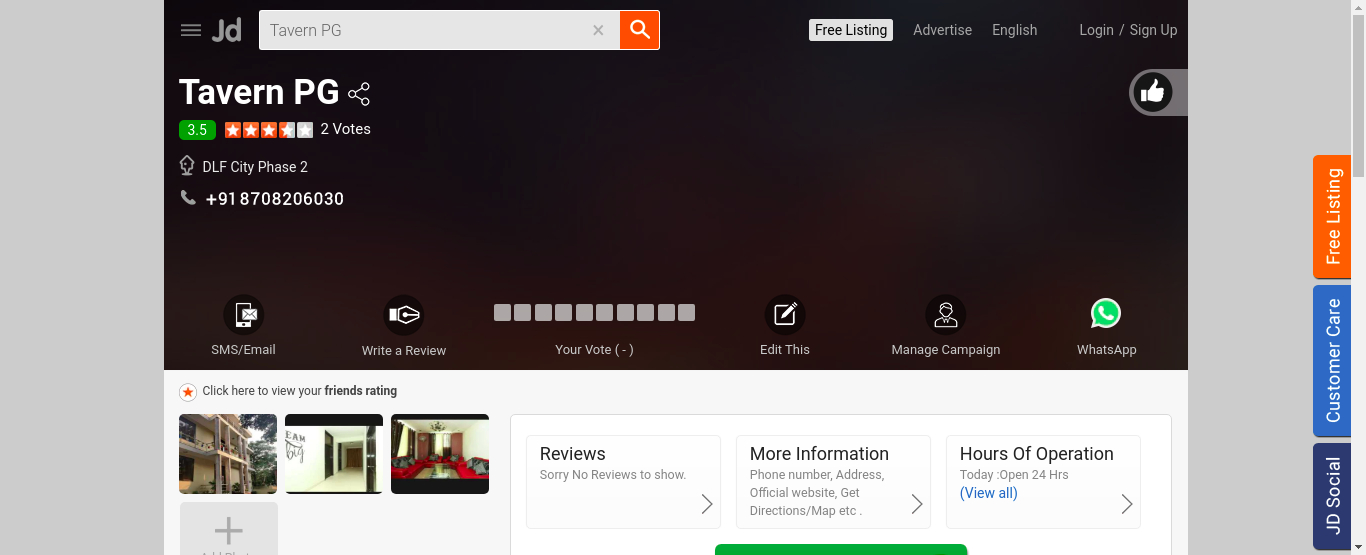 Jd
Tavern PG
Free Listing
Advertise
English
Login / Sign Up
Tavern PG
3.5
2 Votes
DLF City Phase 2
+918708206030
SMS/Email
Write a Review
Your Vote ( - )
Edit This
Manage Campaign
WhatsApp
Free Listing
Customer Care
JD Social
Click here to view your friends rating
Reviews
Sorry No Reviews to show.
More Information
Phone number, Address,
Official website, Get
Directions/Map etc .
Hours Of Operation
Today :Open 24 Hrs
(View all)